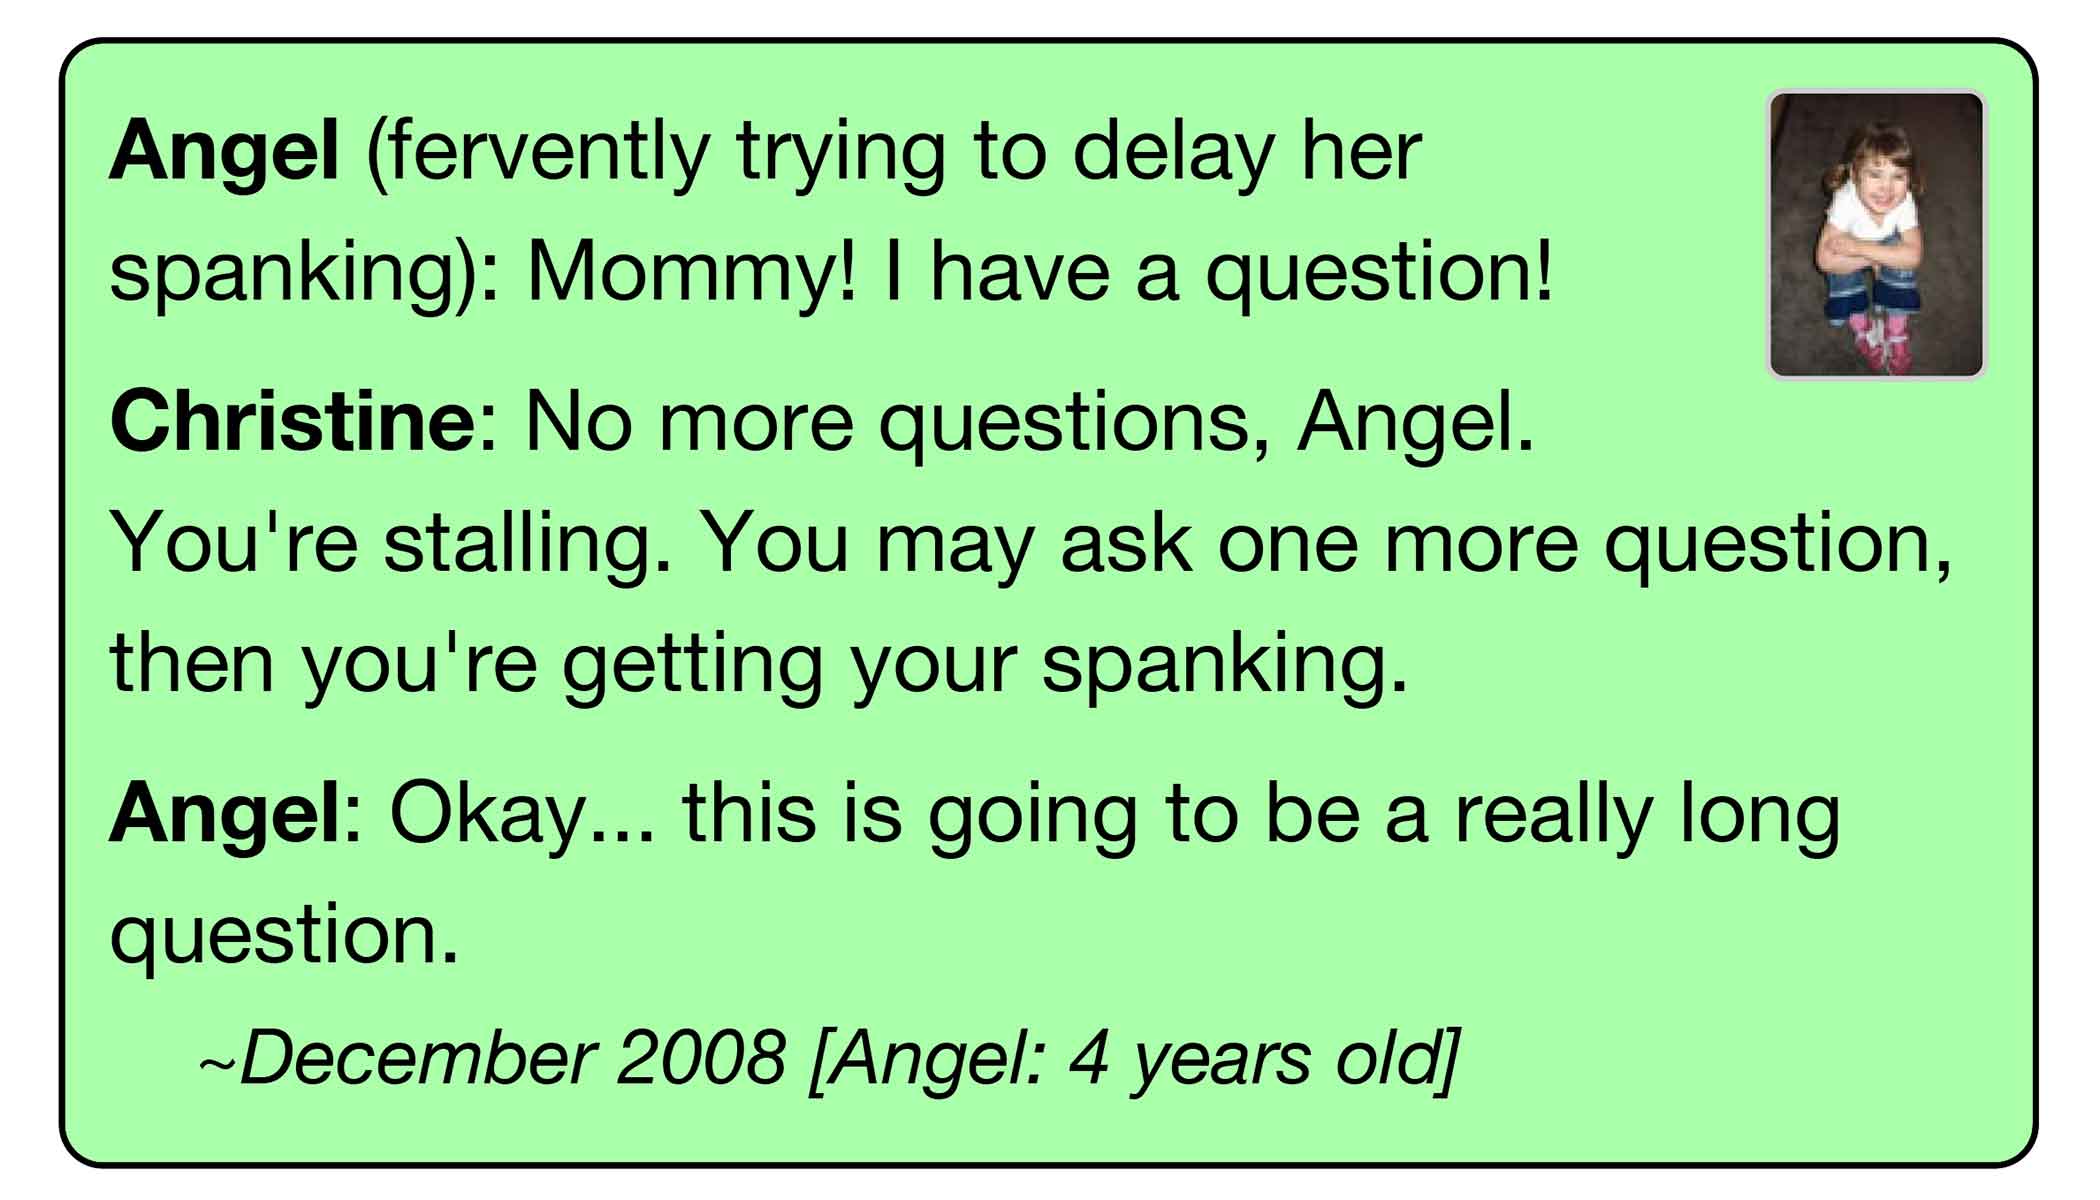 Angel (fervently trying to delay her
spanking): Mommy! I have a question!
Christine: No more questions, Angel.
You're stalling. You may ask one more question,
then you're getting your spanking.
Angel: Okay... this is going to be a really long
question.
~December 2008 [Angel: 4 years old]